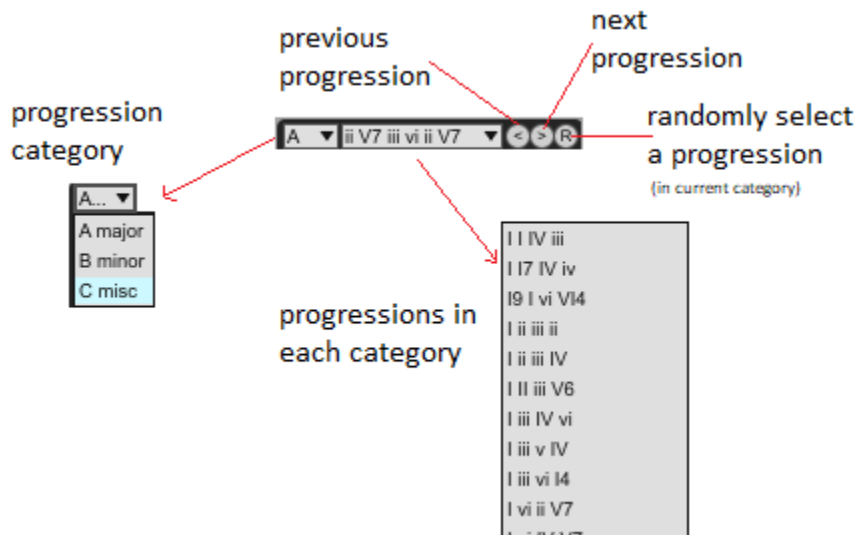 next
progression
previous
progression
progression
category
A ▼ ii V7 iii vi ii V7 ▼ < > R
randomly select
a progression
(in current category)
A... ▼
A major
B minor
C misc
progressions in
each category
I I IV iii
I I7 IV iv
I9 I vi VI4
I ii iii ii
I ii iii IV
I II iii V6
I iii IV vi
I iii v IV
I iii vi I4
I vi ii V7